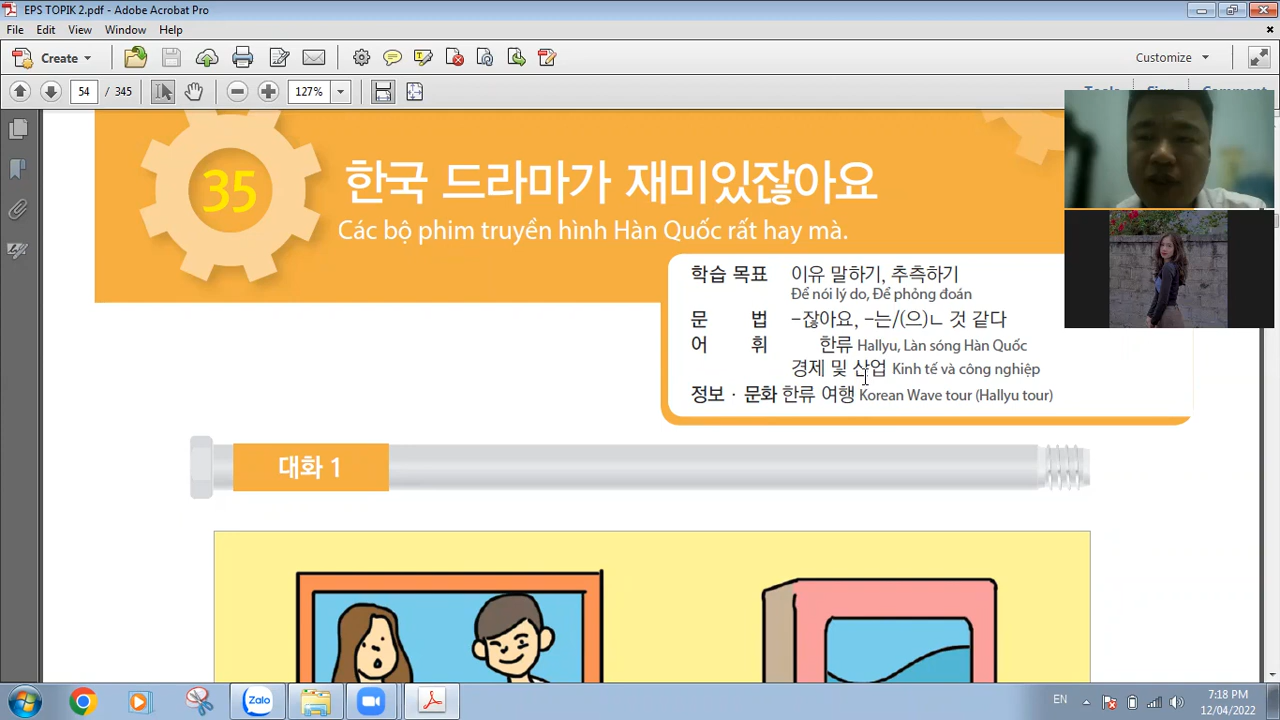 EPS TOPIK 2.pdf - Adobe Acrobat Pro
File Edit View Window Help
Create Customize
54 / 345 127%
35 한국 드라마가 재미있잖아요
Các bộ phim truyền hình Hàn Quốc rất hay mà.
학습 목표 이유 말하기, 추측하기
Để nói lý do, Để phỏng đoán
문 법 -잖아요, -는/(으)ㄴ 것 같다
어 휘 한류 Hallyu, Làn sóng Hàn Quốc
경제 및 산업 Kinh tế và công nghiệp
정보 · 문화 한류 여행 Korean Wave tour (Hallyu tour)
대화 1
Zalo
EN 7:18 PM
12/04/2022